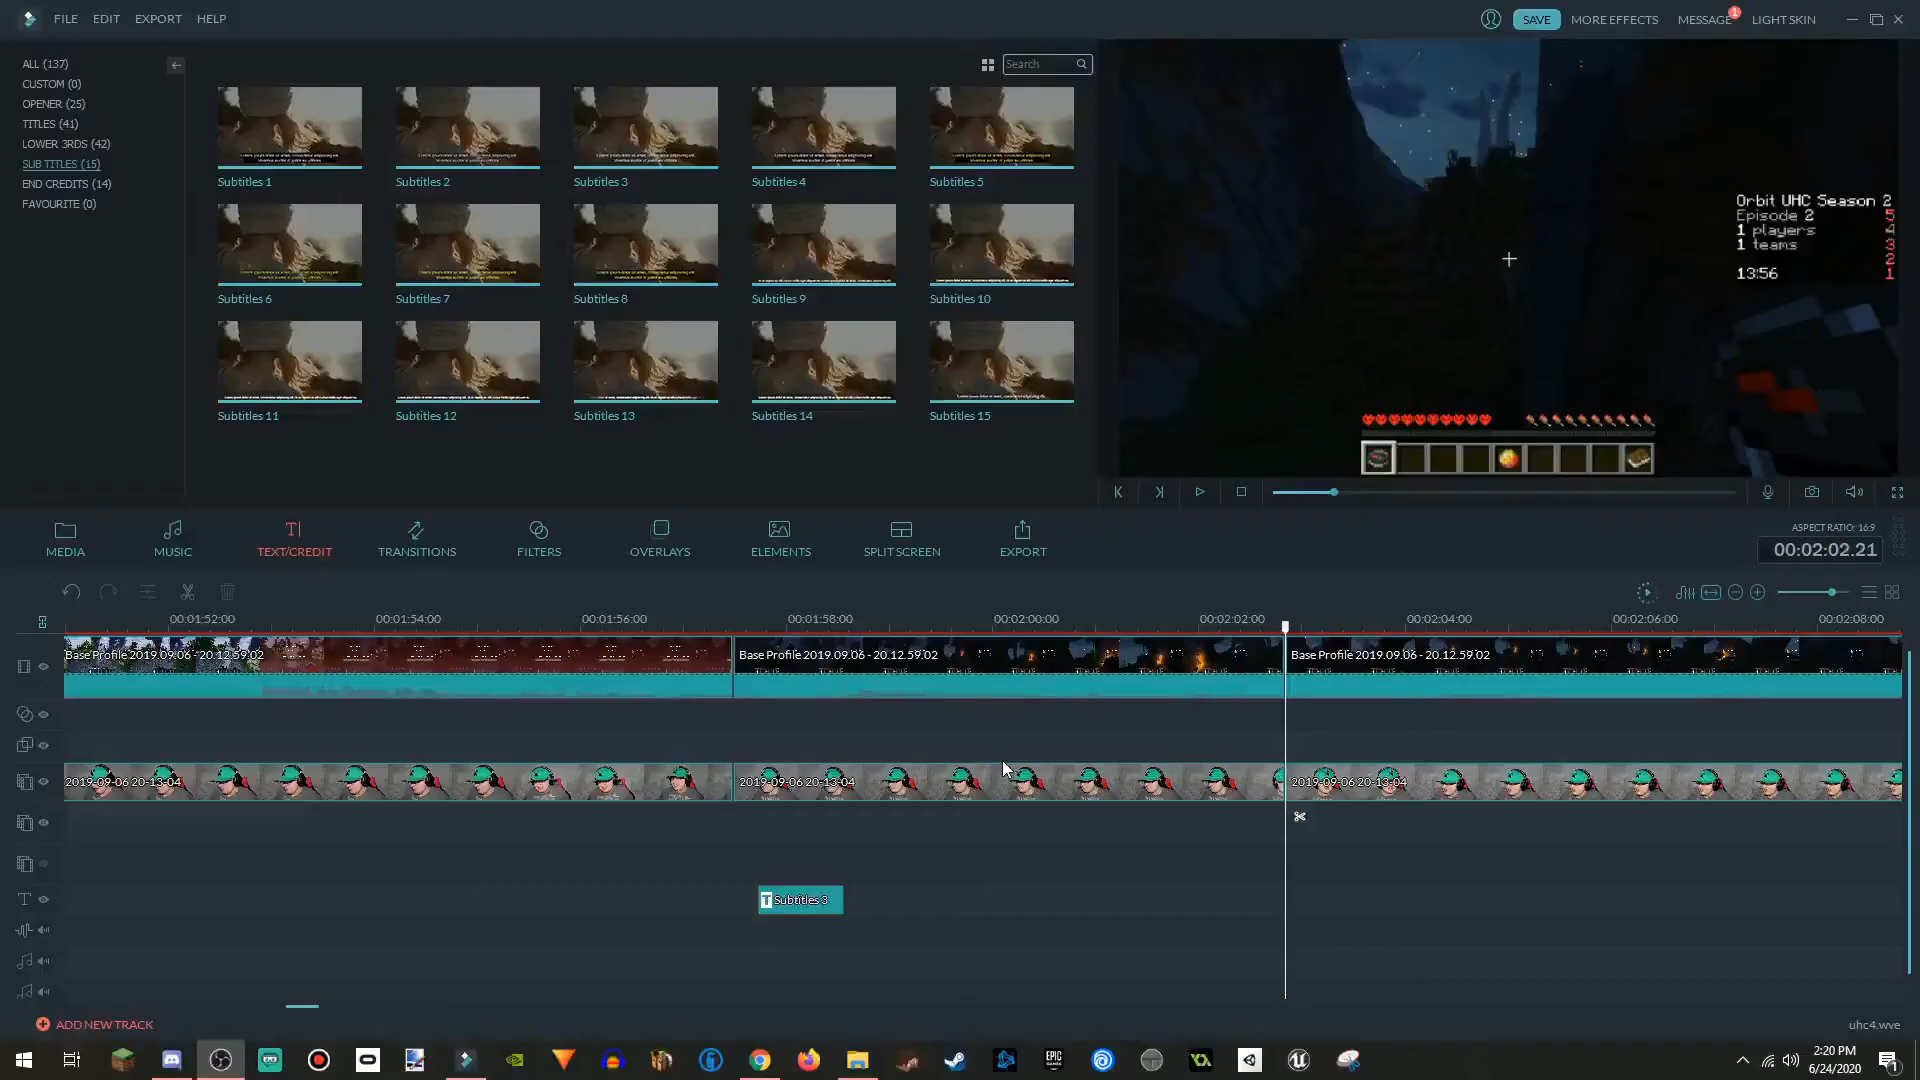 FILE EDIT EXPORT HELP
SAVE MORE EFFECTS MESSAGE 1 LIGHT SKIN
ALL (137)
CUSTOM (0)
OPENER (25)
TITLES (41)
LOWER 3RDS (42)
SUB TITLES (15)
END CREDITS (14)
FAVOURITE (0)
Search
Subtitles 1 Subtitles 2 Subtitles 3 Subtitles 4 Subtitles 5
Subtitles 6 Subtitles 7 Subtitles 8 Subtitles 9 Subtitles 10
Subtitles 11 Subtitles 12 Subtitles 13 Subtitles 14 Subtitles 15
Orbit UHC Season 2
Episode 2 5
1 players 4
1 teams 3
2
13:56 1
MEDIA MUSIC TEXT/CREDIT TRANSITIONS FILTERS OVERLAYS ELEMENTS SPLIT SCREEN EXPORT
ASPECT RATIO: 16:9
00:02:02.21
00:01:52:00 00:01:54:00 00:01:56:00 00:01:58:00 00:02:00:00 00:02:02:00 00:02:04:00 00:02:06:00 00:02:08:00
Base Profile 2019.09.06 - 20.12.59.02 Base Profile 2019.09.06 - 20.12.59.02 Base Profile 2019.09.06 - 20.12.59.02
2019-09-06 20-13-04 2019-09-06 20-13-04 2019-09-06 20-13-04
T Subtitles 3
ADD NEW TRACK
uhc4.wve
EPIC GAMES
2:20 PM
6/24/2020
1